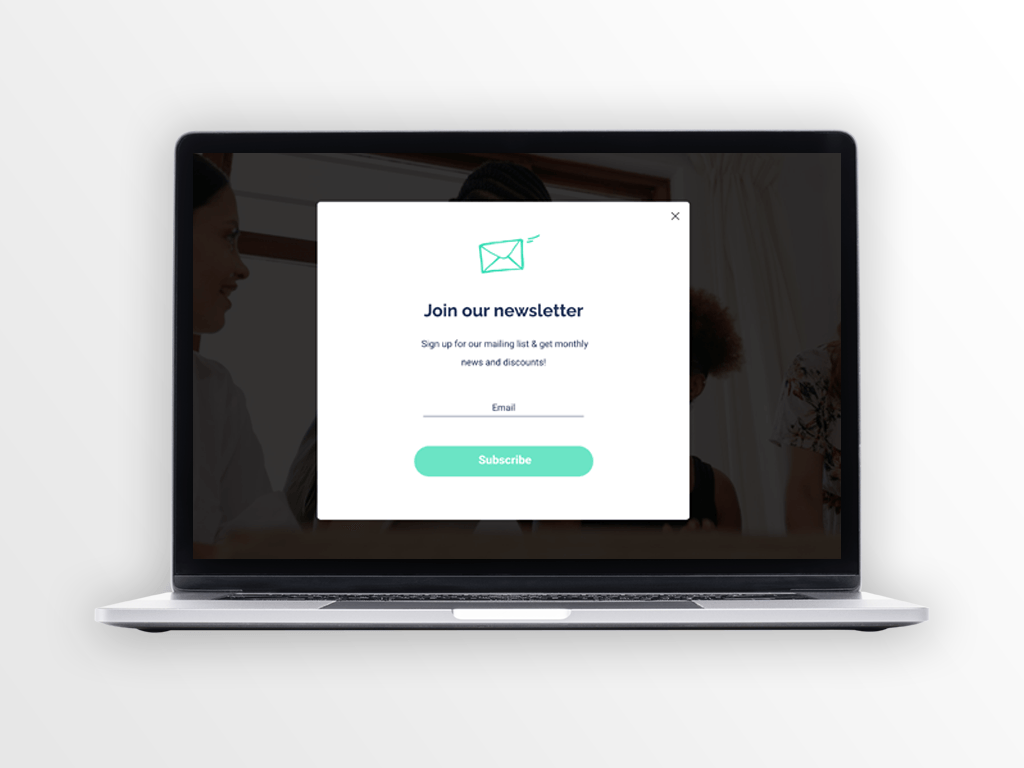 Join our newsletter
Sign up for our mailing list & get monthly
news and discounts!
Email
Subscribe